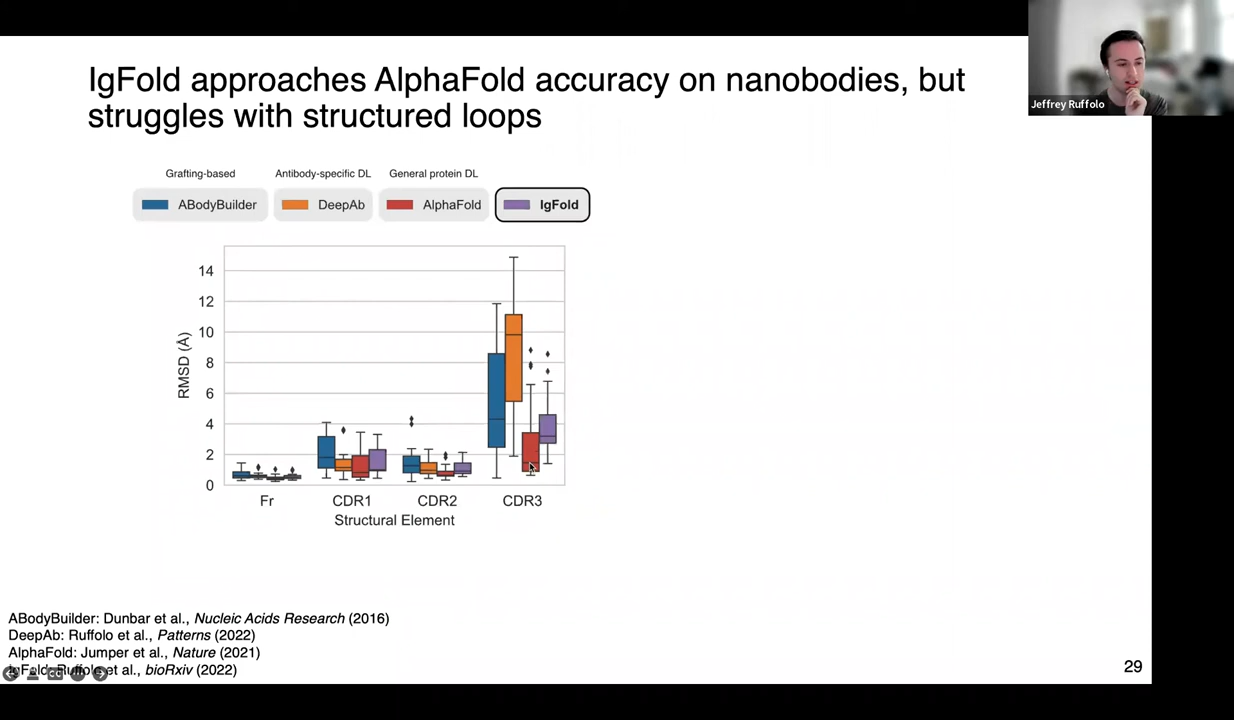 IgFold approaches AlphaFold accuracy on nanobodies, but
struggles with structured loops
Jeffrey Ruffolo
Grafting-based
Antibody-specific DL
General protein DL
ABodyBuilder
DeepAb
AlphaFold
IgFold
RMSD (Å)
14
12
10
8
6
4
2
0
Fr
CDR1
CDR2
CDR3
Structural Element
ABodyBuilder: Dunbar et al., Nucleic Acids Research (2016)
DeepAb: Ruffolo et al., Patterns (2022)
AlphaFold: Jumper et al., Nature (2021)
IgFold: Ruffolo et al., bioRxiv (2022)
29